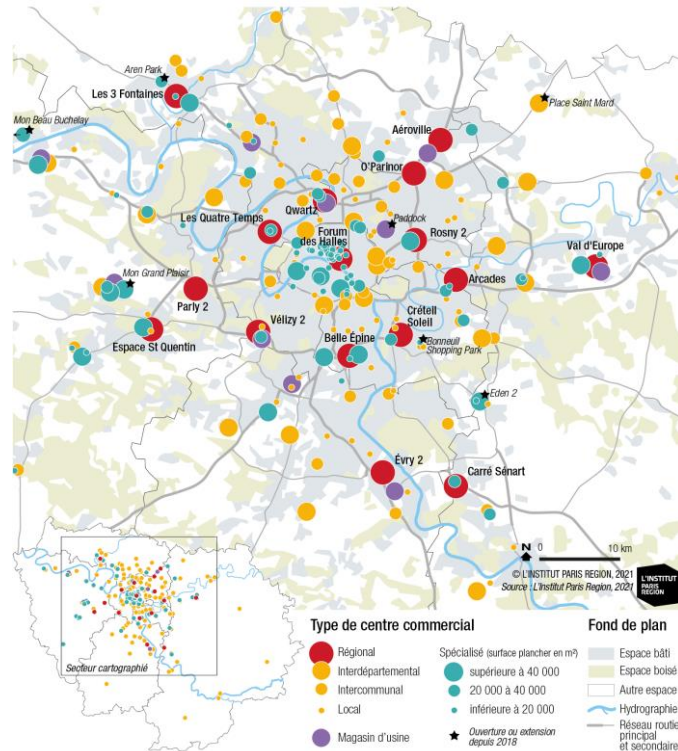 Aren Park
Les 3 Fontaines
Place Saint Mard
Mon Beau Buchelay
Aéroville
O'Parinor
Les Quatre Temps
Qwartz
Paddock
Forum
des Halles
Rosny 2
Val d'Europe
Mon Grand Plaisir
Arcades
Parly 2
Créteil
Soleil
Vélizy 2
Belle Épine
Espace St Quentin
Bonneuil
Shopping Park
Eden 2
Évry 2
Carré Sénart
N
0 10 km
© L'INSTITUT PARIS REGION, 2021
Source : L'Institut Paris Region, 2021
L'INSTITUT
PARIS
REGION
Secteur cartographié
Type de centre commercial
Régional
Interdépartemental
Intercommunal
Local
Magasin d'usine
Spécialisé (surface plancher en m²)
supérieure à 40 000
20 000 à 40 000
inférieure à 20 000
Ouverture ou extension
depuis 2018
Fond de plan
Espace bâti
Espace boisé
Autre espace
Hydrographie
Réseau routie
principal
et secondaire